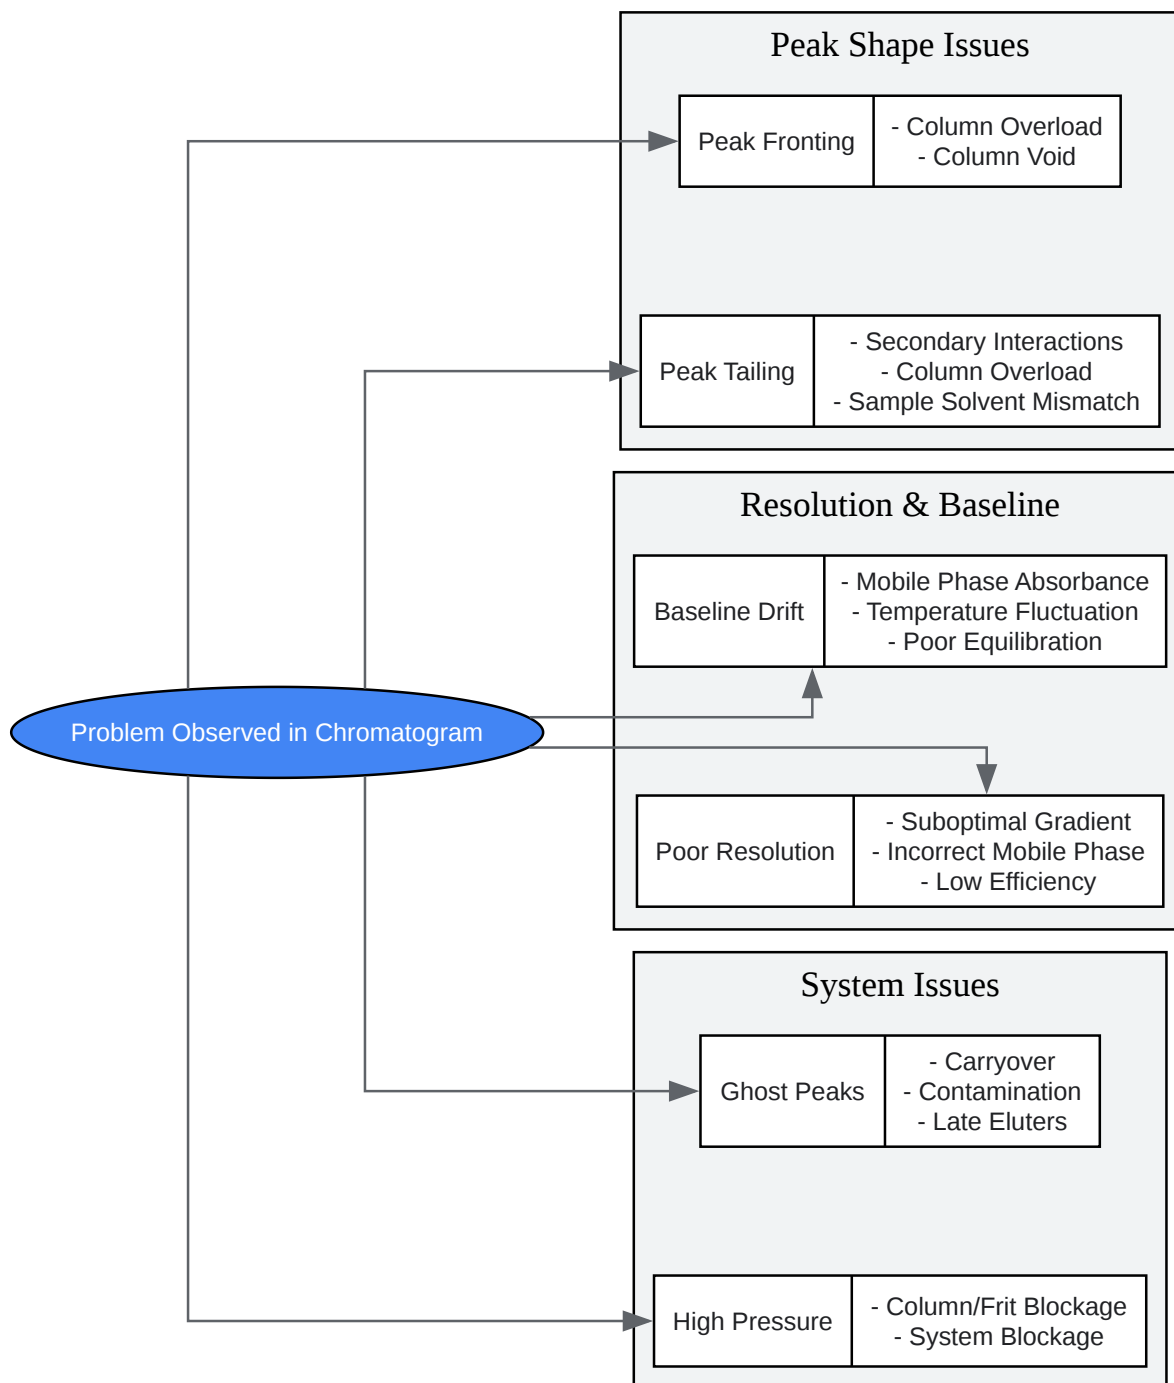 Peak Shape Issues
Peak Fronting
- Column Overload
- Column Void
Peak Tailing
- Secondary Interactions
- Column Overload
- Sample Solvent Mismatch
Resolution & Baseline
Baseline Drift
- Mobile Phase Absorbance
- Temperature Fluctuation
- Poor Equilibration
Problem Observed in Chromatogram
Poor Resolution
- Suboptimal Gradient
- Incorrect Mobile Phase
- Low Efficiency
System Issues
Ghost Peaks
- Carryover
- Contamination
- Late Eluters
High Pressure
- Column/Frit Blockage
- System Blockage